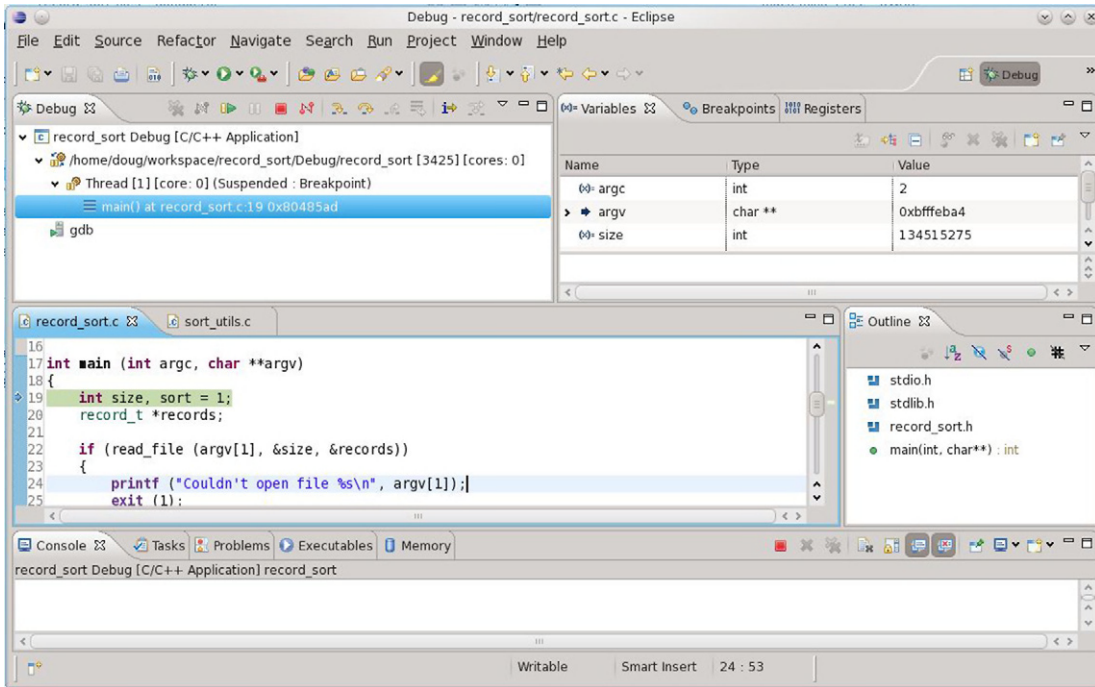 Debug - record_sort/record_sort.c - Eclipse
File Edit Source Refactor Navigate Search Run Project Window Help
Debug
»
Debug
record_sort Debug [C/C++ Application]
/home/doug/workspace/record_sort/Debug/record_sort [3425] [cores: 0]
Thread [1] [core: 0] (Suspended : Breakpoint)
main() at record_sort.c:19 0x80485ad
gdb
(x)= Variables Breakpoints Registers
Name Type Value
(x)= argc int 2
argv char ** 0xbfffeba4
(x)= size int 134515275
record_sort.c sort_utils.c
16
17 int main (int argc, char **argv)
18 {
19 int size, sort = 1;
20 record_t *records;
21
22 if (read_file (argv[1], &size, &records))
23 {
24 printf ("Couldn't open file %s\n", argv[1]);
25 exit (1);
Outline
stdio.h
stdlib.h
record_sort.h
main(int, char**) : int
Console Tasks Problems Executables Memory
record_sort Debug [C/C++ Application] record_sort
Writable Smart Insert 24 : 53